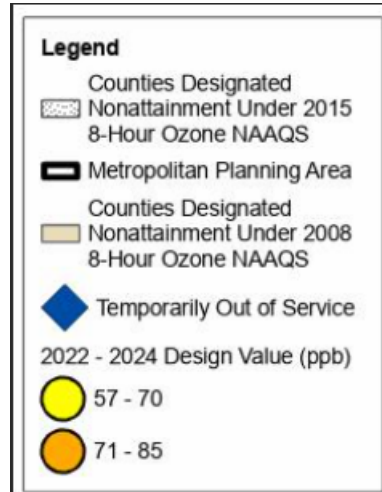 Legend
Counties Designated
Nonattainment Under 2015
8-Hour Ozone NAAQS
Metropolitan Planning Area
Counties Designated
Nonattainment Under 2008
8-Hour Ozone NAAQS
Temporarily Out of Service
2022 - 2024 Design Value (ppb)
57 - 70
71 - 85